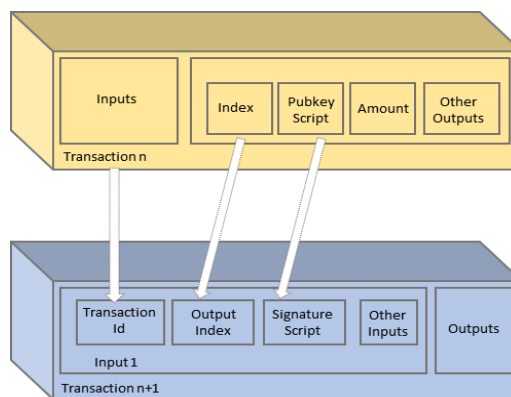 Inputs
Index
Pubkey
Script
Amount
Other
Outputs
Transaction n
Transaction
Id
Output
Index
Signature
Script
Other
Inputs
Outputs
Input 1
Transaction n+1